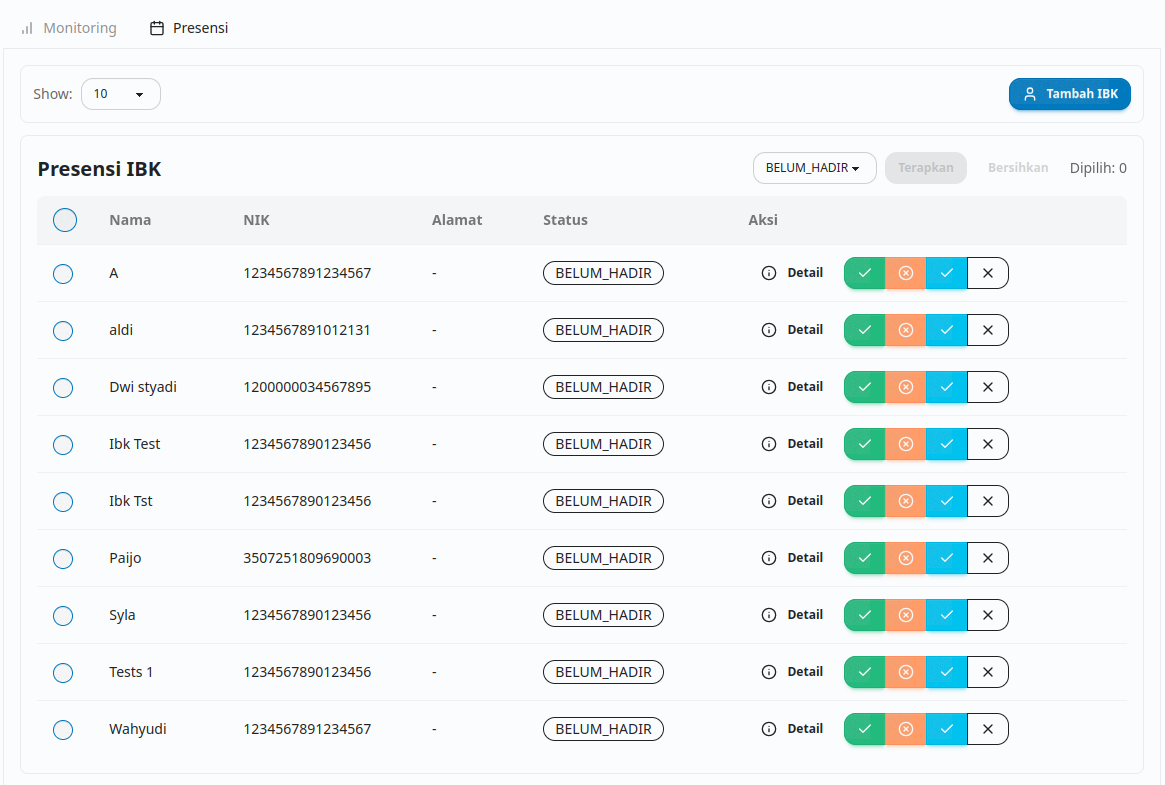 Monitoring Presensi
Show: 10 Tambah IBK
Presensi IBK BELUM_HADIR Terapkan Bersihkan Dipilih: 0
Nama NIK Alamat Status Aksi
A 1234567891234567 - BELUM_HADIR Detail
aldi 1234567891012131 - BELUM_HADIR Detail
Dwi styadi 1200000034567895 - BELUM_HADIR Detail
Ibk Test 1234567890123456 - BELUM_HADIR Detail
Ibk Tst 1234567890123456 - BELUM_HADIR Detail
Paijo 3507251809690003 - BELUM_HADIR Detail
Syla 1234567890123456 - BELUM_HADIR Detail
Tests 1 1234567890123456 - BELUM_HADIR Detail
Wahyudi 1234567891234567 - BELUM_HADIR Detail